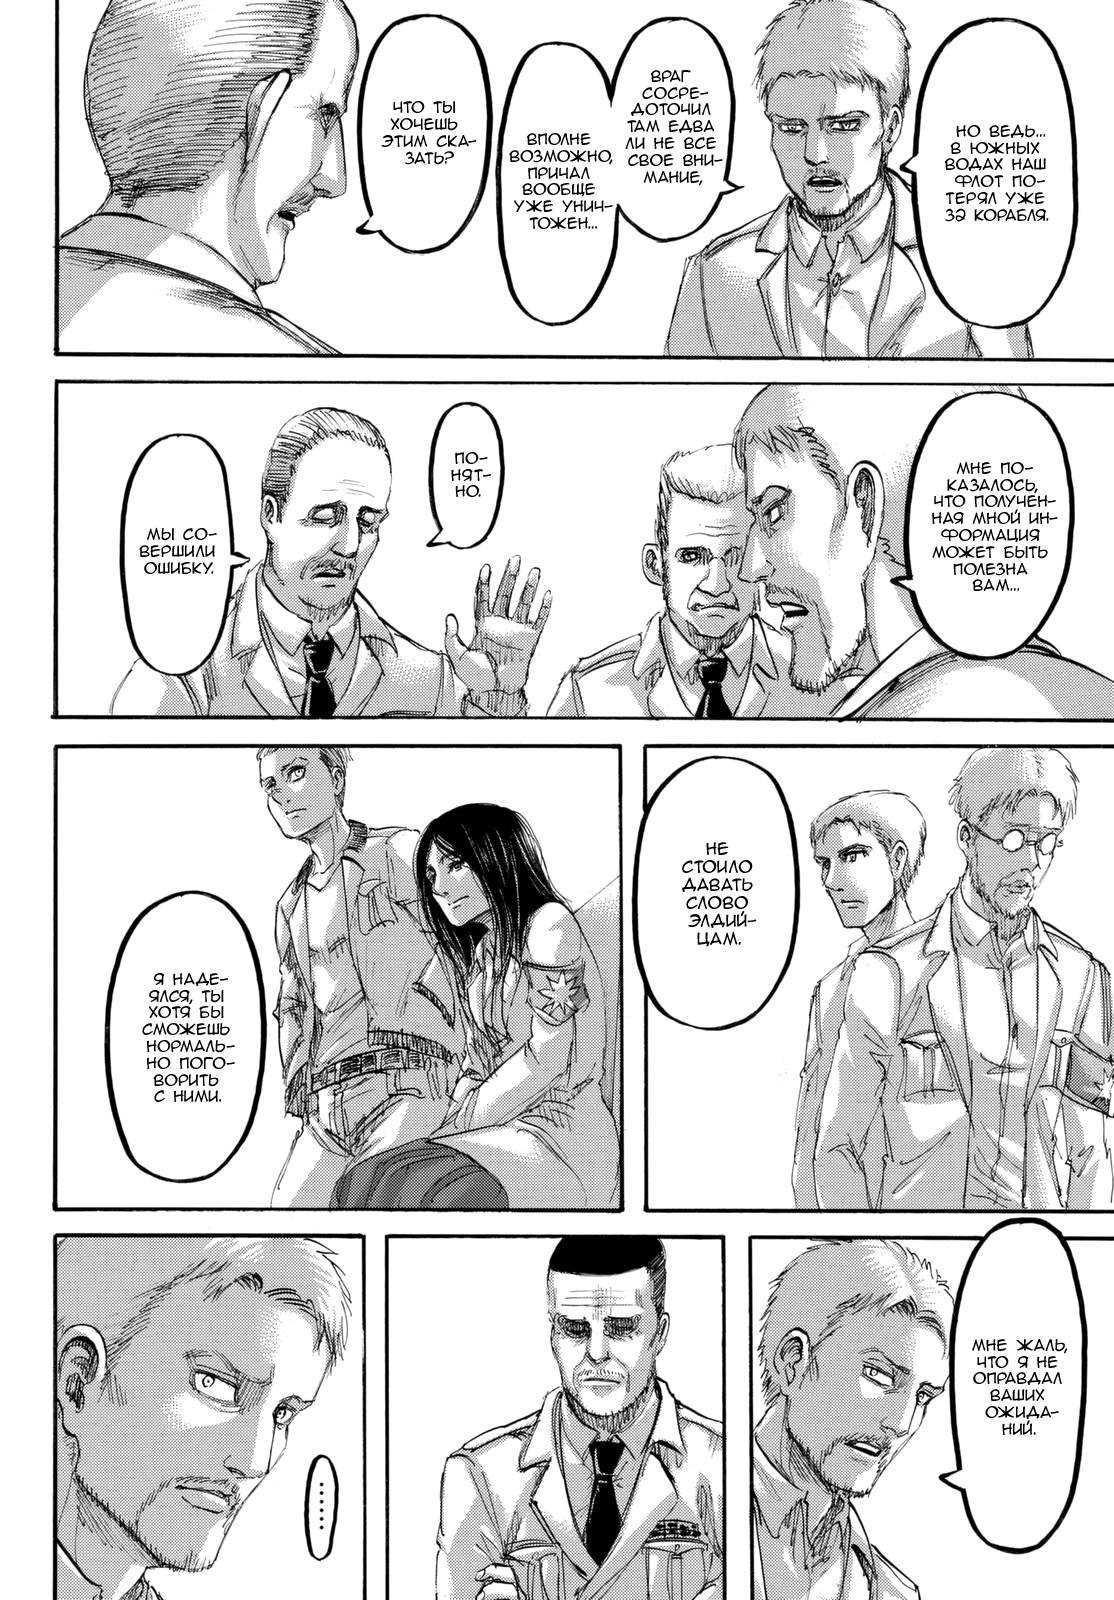 НО ВЕДЬ...
В ЮЖНЫХ
ВОДАХ НАШ
ФЛОТ ПО-
ТЕРЯЛ УЖЕ
32 КОРАБЛЯ.
ВРАГ
СОСРЕ-
ДОТОЧИЛ
ТАМ ЕДВА
ЛИ НЕ ВСЕ
СВОЕ ВНИ-
МАНИЕ,
ВПОЛНЕ
ВОЗМОЖНО,
ПРИЧАЛ
ВООБЩЕ
УЖЕ УНИЧ-
ТОЖЕН...
ЧТО ТЫ
ХОЧЕШЬ
ЭТИМ СКА-
ЗАТЬ?
МНЕ ПО-
КАЗАЛОСЬ,
ЧТО ПОЛУЧЕН-
НАЯ МНОЙ ИН-
ФОРМАЦИЯ
МОЖЕТ БЫТЬ
ПОЛЕЗНА
ВАМ...
ПО-
НЯТ-
НО.
МЫ СО-
ВЕРШИЛИ
ОШИБКУ.
НЕ
СТОИЛО
ДАВАТЬ
СЛОВО
ЭЛДИЙ-
ЦАМ.
Я НАДЕ-
ЯЛСЯ, ТЫ
ХОТЯ БЫ
СМОЖЕШЬ
НОРМАЛЬ-
НО ПОГО-
ВОРИТЬ
С НИМИ.
МНЕ ЖАЛЬ,
ЧТО Я НЕ
ОПРАВДАЛ
ВАШИХ
ОЖИДА-
НИЙ.
......